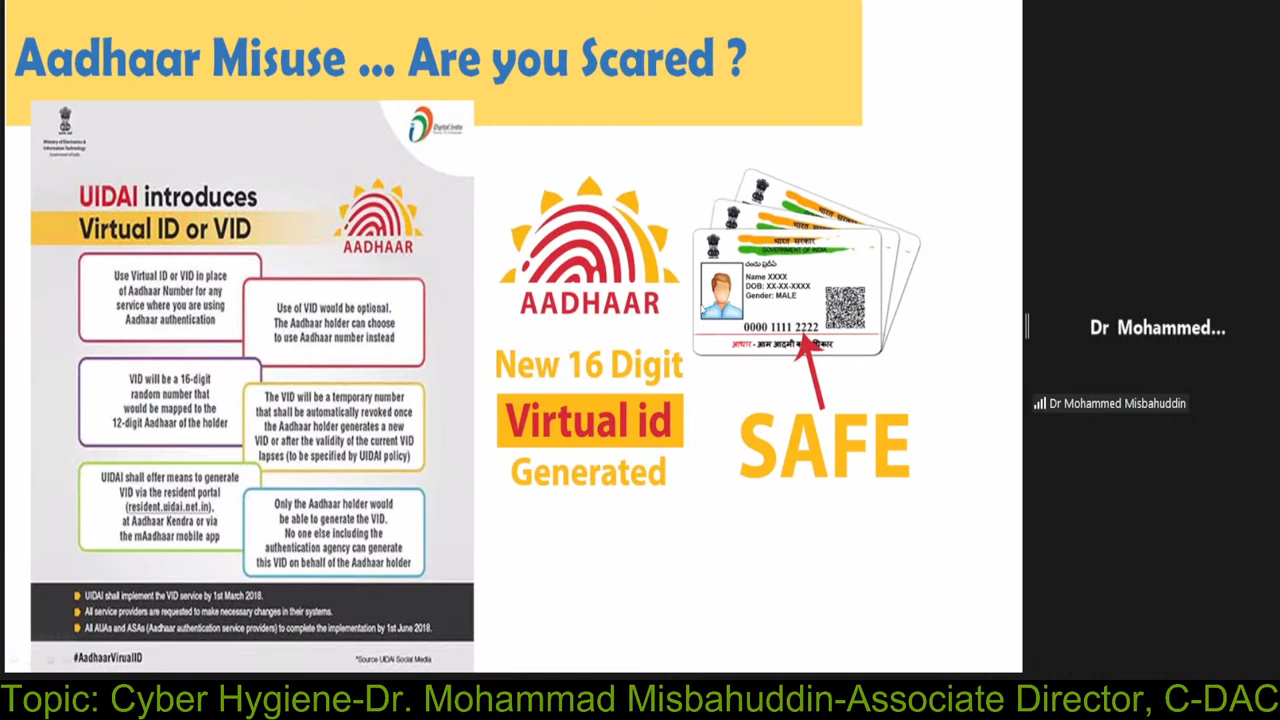 Aadhaar Misuse ... Are you Scared ?
Ministry of Electronics &
Information Technology
Government of India
Digital India
UIDAI introduces
Virtual ID or VID
AADHAAR
Use Virtual ID or VID in place
of Aadhaar Number for any
service where you are using
Aadhaar authentication
Use of VID would be optional.
The Aadhaar holder can choose
to use Aadhaar number instead
VID will be a 16-digit
random number that
would be mapped to the
12-digit Aadhaar of the holder
The VID will be a temporary number
that shall be automatically revoked once
the Aadhaar holder generates a new
VID or after the validity of the current VID
lapses (to be specified by UIDAI policy)
UIDAI shall offer means to generate
VID via the resident portal
(resident.uidai.net.in),
at Aadhaar Kendra or via
the mAadhaar mobile app
Only the Aadhaar holder would
be able to generate the VID.
No one else including the
authentication agency can generate
this VID on behalf of the Aadhaar holder
UIDAI shall implement the VID service by 1st March 2018.
All service providers are requested to make necessary changes in their systems.
All AUAs and ASAs (Aadhaar authentication service providers) to complete the implementation by 1st June 2018.
#AadhaarVirualID
*Source UIDAI Social Media
AADHAAR
New 16 Digit
Virtual id
Generated
भारत सरकार
GOVERNMENT OF INDIA
Name XXXX
DOB: XX-XX-XXXX
Gender: MALE
0000 1111 2222
आधार - आम आदमी का
SAFE
Dr Mohammed...
Dr Mohammed Misbahuddin
Topic: Cyber Hygiene-Dr. Mohammad Misbahuddin-Associate Director, C-DAC